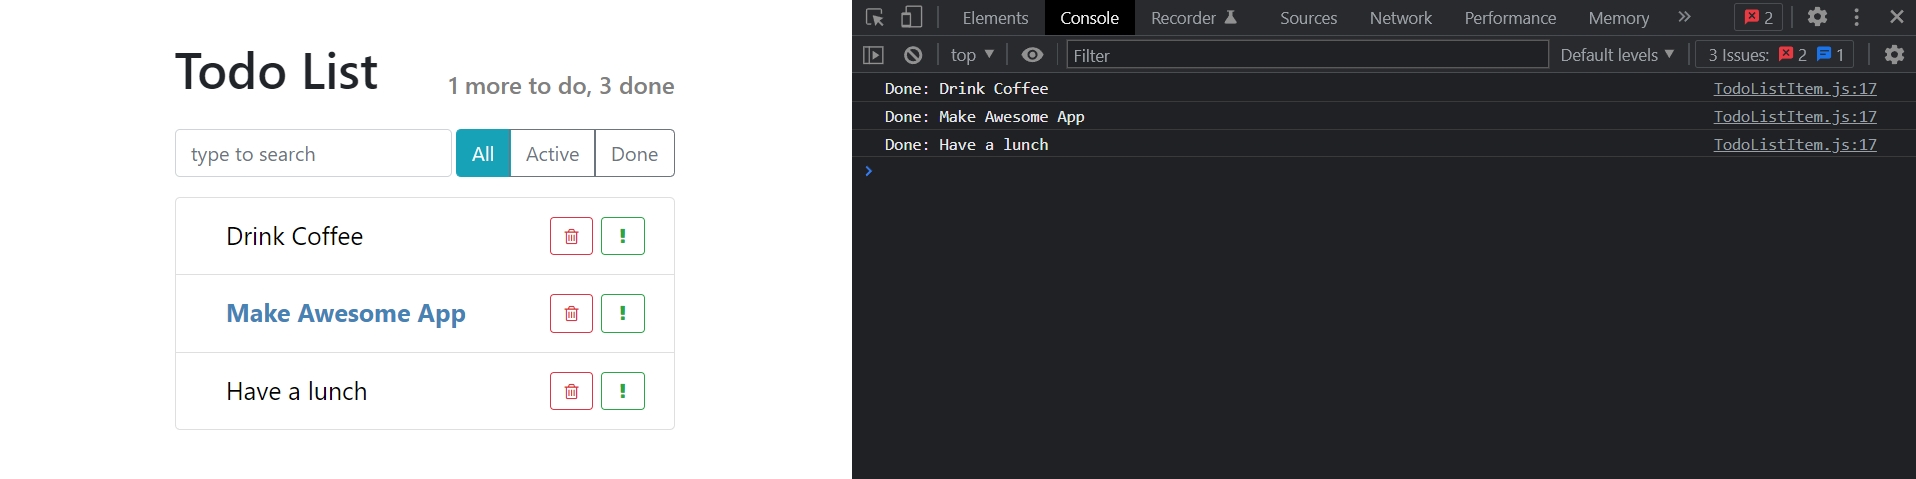 Todo List
1 more to do, 3 done
type to search
All Active Done
Drink Coffee
Make Awesome App
Have a lunch
Elements Console Recorder Sources Network Performance Memory » 2
top Filter Default levels 3 Issues: 2 1
Done: Drink Coffee TodoListItem.js:17
Done: Make Awesome App TodoListItem.js:17
Done: Have a lunch TodoListItem.js:17